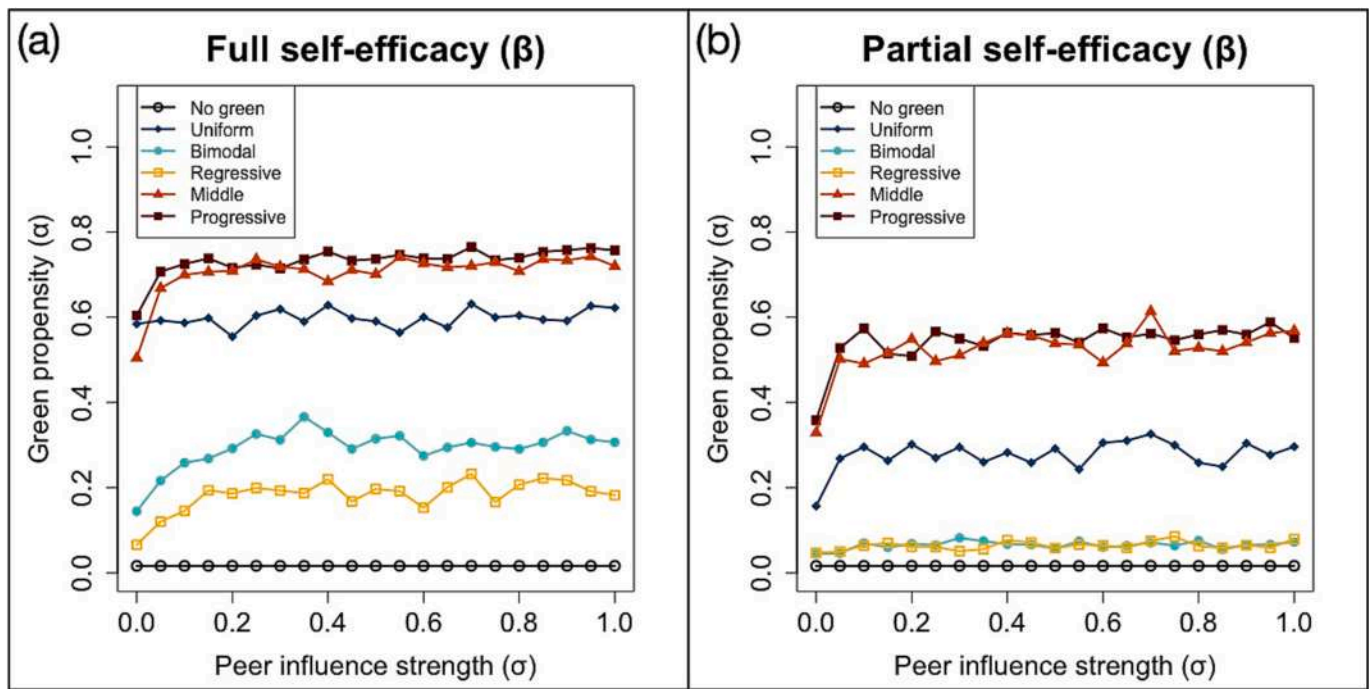 (a)
Full self-efficacy (β)
No green
Uniform
Bimodal
Regressive
Middle
Progressive
Green propensity (α)
1.0
0.8
0.6
0.4
0.2
0.0
0.0 0.2 0.4 0.6 0.8 1.0
Peer influence strength (σ)
(b)
Partial self-efficacy (β)
No green
Uniform
Bimodal
Regressive
Middle
Progressive
Green propensity (α)
1.0
0.8
0.6
0.4
0.2
0.0
0.0 0.2 0.4 0.6 0.8 1.0
Peer influence strength (σ)